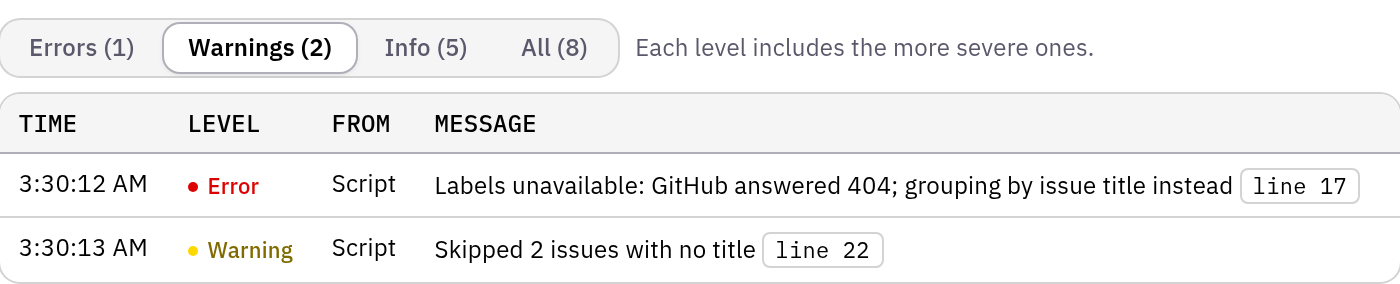 Errors (1) Warnings (2) Info (5) All (8) Each level includes the more severe ones.
TIME LEVEL FROM MESSAGE
3:30:12 AM Error Script Labels unavailable: GitHub answered 404; grouping by issue title instead line 17
3:30:13 AM Warning Script Skipped 2 issues with no title line 22